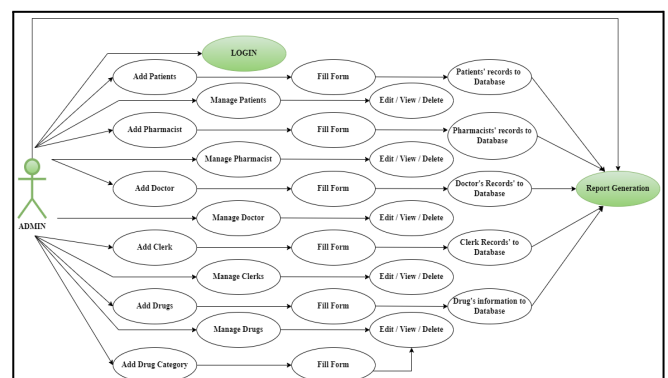 LOGIN
Add Patients
Fill Form
Patients' records to
Database
Manage Patients
Edit / View / Delete
Add Pharmacist
Fill Form
Pharmacists' records to
Database
Manage Pharmacist
Edit / View / Delete
Add Doctor
Fill Form
Doctor's Records' to
Database
Report Generation
ADMIN
Manage Doctor
Edit / View / Delete
Add Clerk
Fill Form
Clerk Records' to
Database
Manage Clerks
Edit / View / Delete
Add Drugs
Fill Form
Drug's information to
Database
Manage Drugs
Edit / View / Delete
Add Drug Category
Fill Form